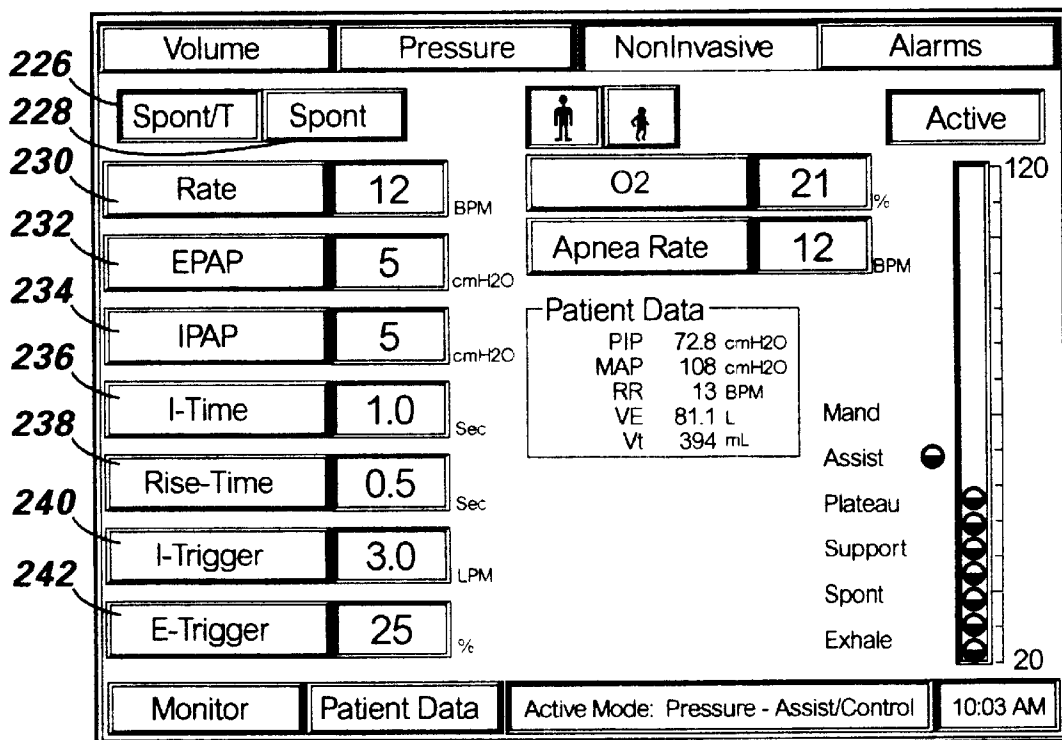 Volume Pressure NonInvasive Alarms
226 Spont/T Spont Active
228
230 Rate 12 BPM O2 21 %
120
232 EPAP 5 cmH2O Apnea Rate 12 BPM
234 IPAP 5 cmH2O
Patient Data
PIP 72.8 cmH2O
MAP 108 cmH2O
RR 13 BPM
VE 81.1 L
Vt 394 mL
236 I-Time 1.0 Sec
238 Rise-Time 0.5 Sec
240 I-Trigger 3.0 LPM
242 E-Trigger 25 %
Mand
Assist
Plateau
Support
Spont
Exhale
20
Monitor Patient Data Active Mode: Pressure - Assist/Control 10:03 AM